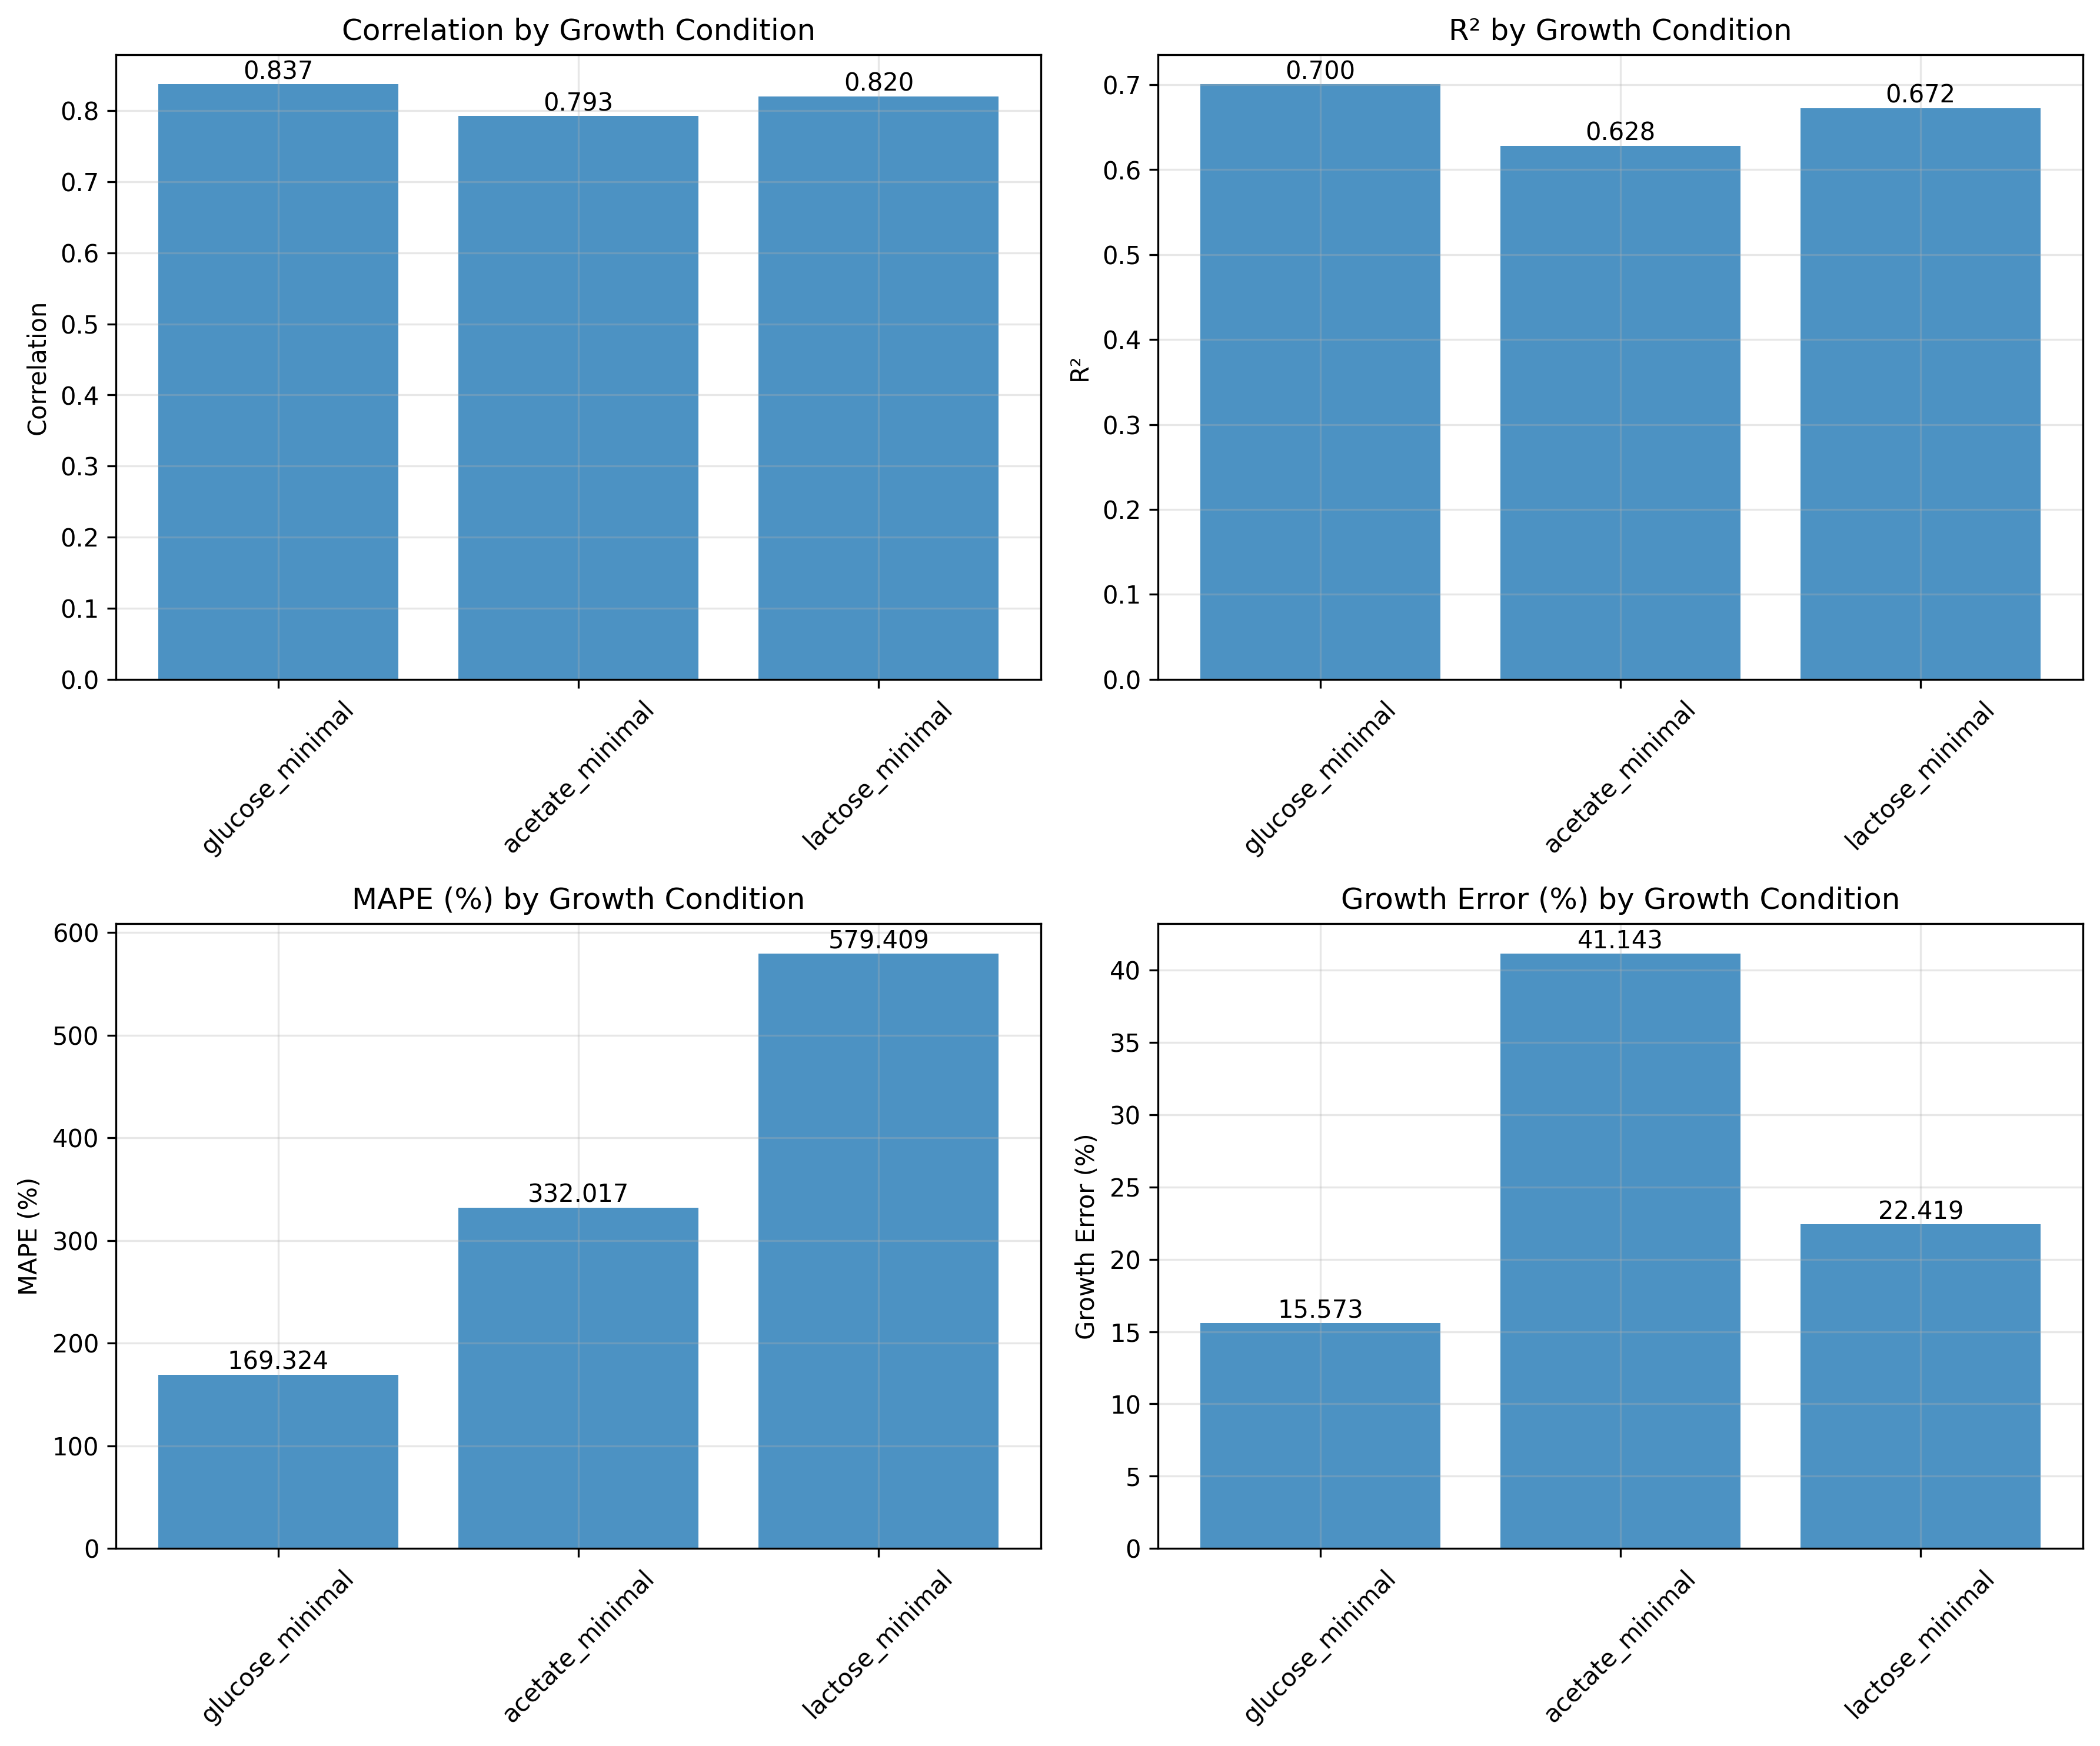 Correlation by Growth Condition
Correlation
0.8
0.7
0.6
0.5
0.4
0.3
0.2
0.1
0.0
0.837
0.793
0.820
glucose_minimal
acetate_minimal
lactose_minimal
R² by Growth Condition
R²
0.7
0.6
0.5
0.4
0.3
0.2
0.1
0.0
0.700
0.628
0.672
glucose_minimal
acetate_minimal
lactose_minimal
MAPE (%) by Growth Condition
MAPE (%)
600
500
400
300
200
100
0
169.324
332.017
579.409
glucose_minimal
acetate_minimal
lactose_minimal
Growth Error (%) by Growth Condition
Growth Error (%)
40
35
30
25
20
15
10
5
0
15.573
41.143
22.419
glucose_minimal
acetate_minimal
lactose_minimal